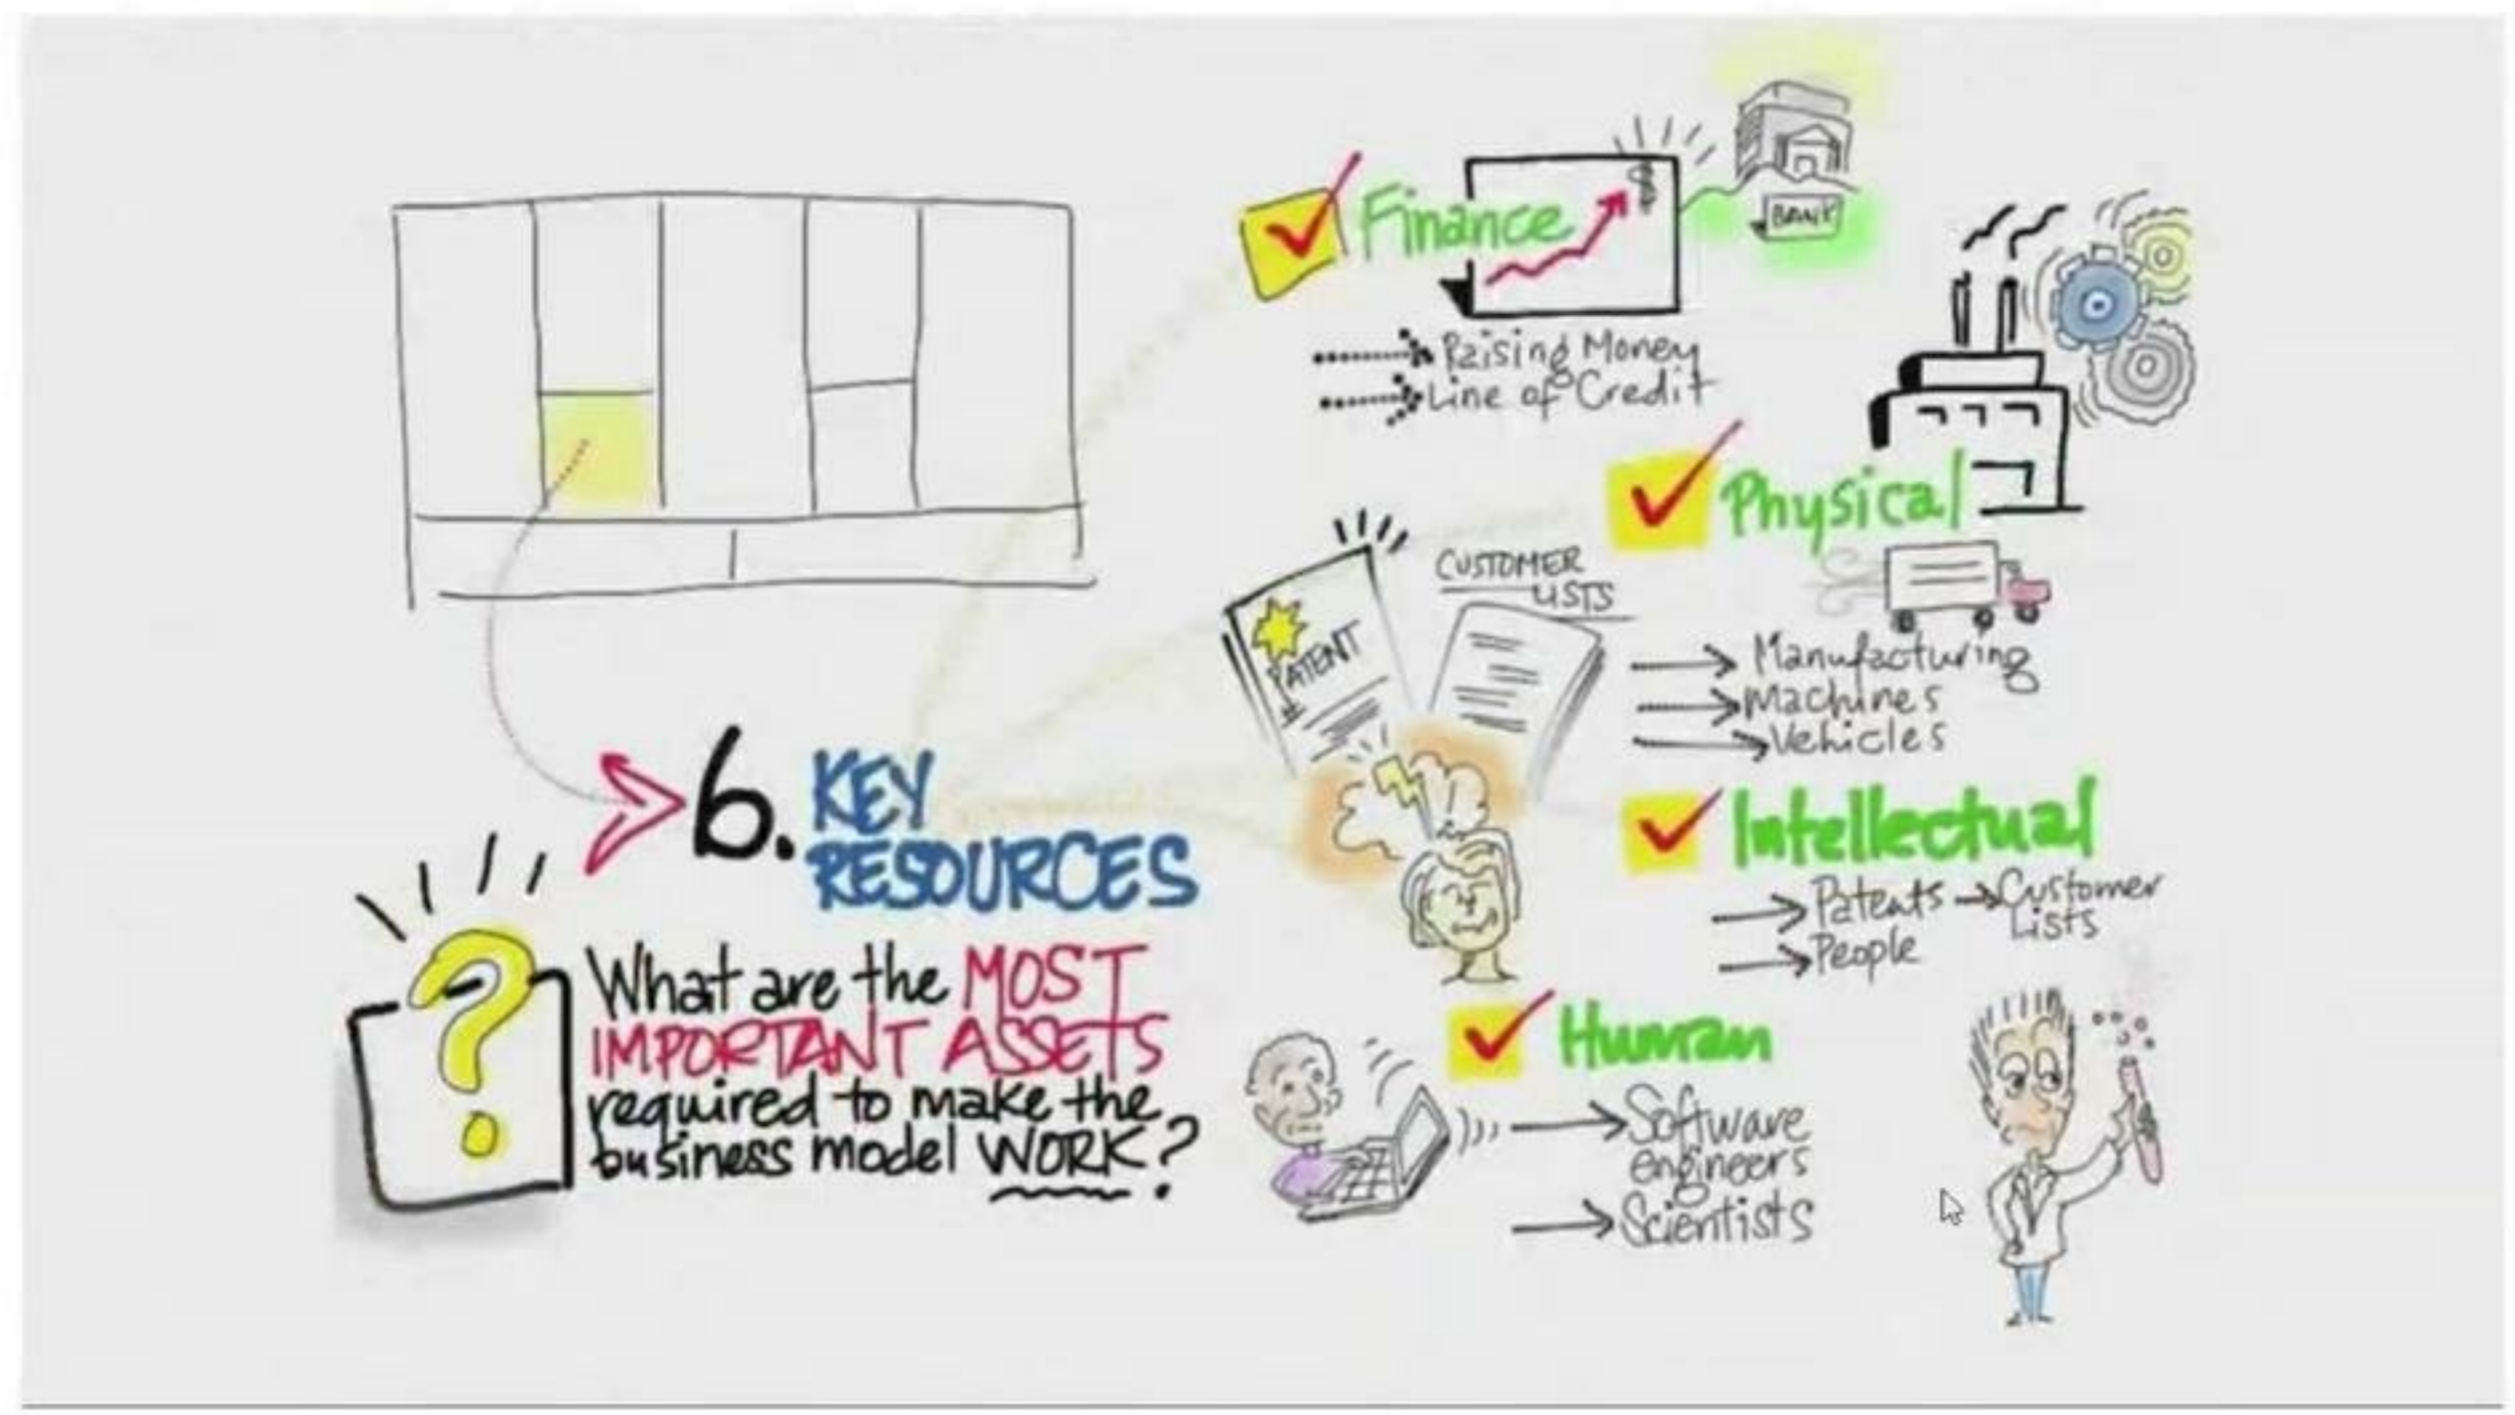 6. KEY
RESOURCES
What are the MOST
IMPORTANT ASSETS
required to make the
business model WORK?
Finance
BANK
Raising Money
Line of Credit
Physical
Manufacturing
Machines
Vehicles
PATENT
#
CUSTOMER
LISTS
Intellectual
Patents → Customer
Lists
People
Human
Software
engineers
Scientists